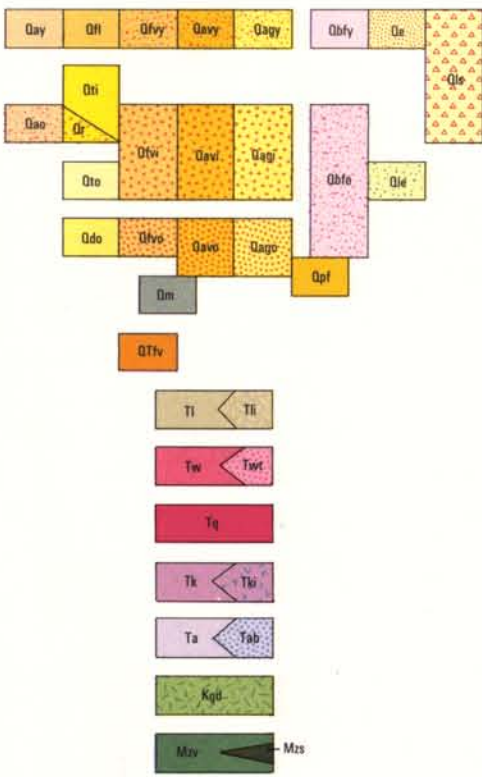 Qay Qfl Qfvy Qavy Qagy Qbfy Qe
Qls
Qti
Qao Qr
Qfvi Qavi Qagi Qbfo
Qto Qle
Qdo Qfvo Qavo Qago
Qpf
Qm
QTfv
Tl Tli
Tw Twt
Tq
Tk Tki
Ta Tab
Kgd
Mzv Mzs